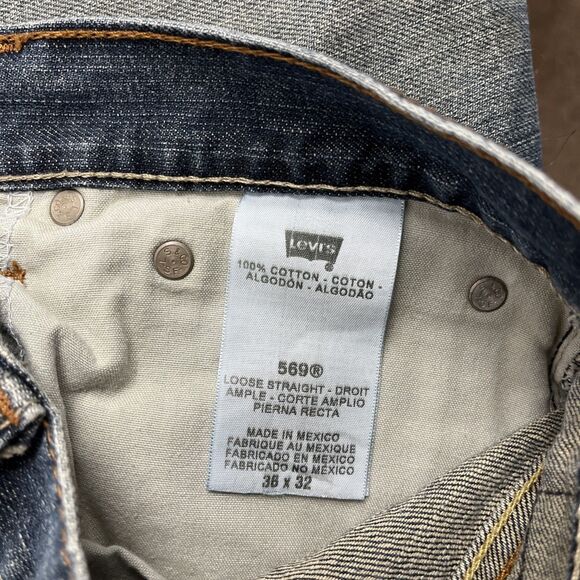 Levi's
100% COTTON - COTON -
ALGODÓN - ALGODÃO
569®
LOOSE STRAIGHT - DROIT
AMPLE - CORTE AMPLIO
PIERNA RECTA
MADE IN MEXICO
FABRIQUE AU MEXIQUE
FABRICADO EN MEXICO
FABRICADO NO MÉXICO
36 x 32